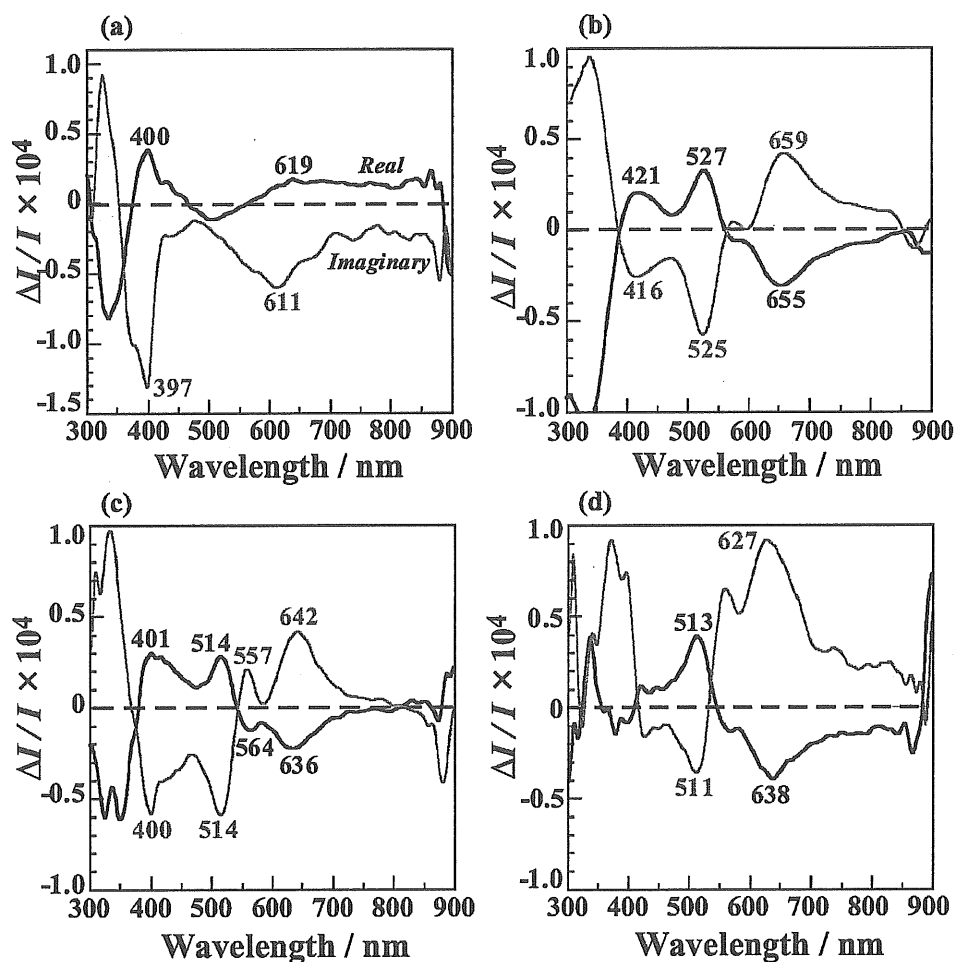 (a)
ΔI / I × 10⁴
1.0
0.5
0
-0.5
-1.0
-1.5
400
619
Real
Imaginary
611
397
300 400 500 600 700 800 900
Wavelength / nm
(b)
ΔI / I × 10⁴
1.0
0.5
0
-0.5
-1.0
421
527
659
416
525
655
300 400 500 600 700 800 900
Wavelength / nm
(c)
ΔI / I × 10⁴
1.0
0.5
0
-0.5
-1.0
401
514
557
642
564
636
400
514
300 400 500 600 700 800 900
Wavelength / nm
(d)
ΔI / I × 10⁴
1.0
0.5
0
-0.5
-1.0
627
513
511
638
300 400 500 600 700 800 900
Wavelength / nm